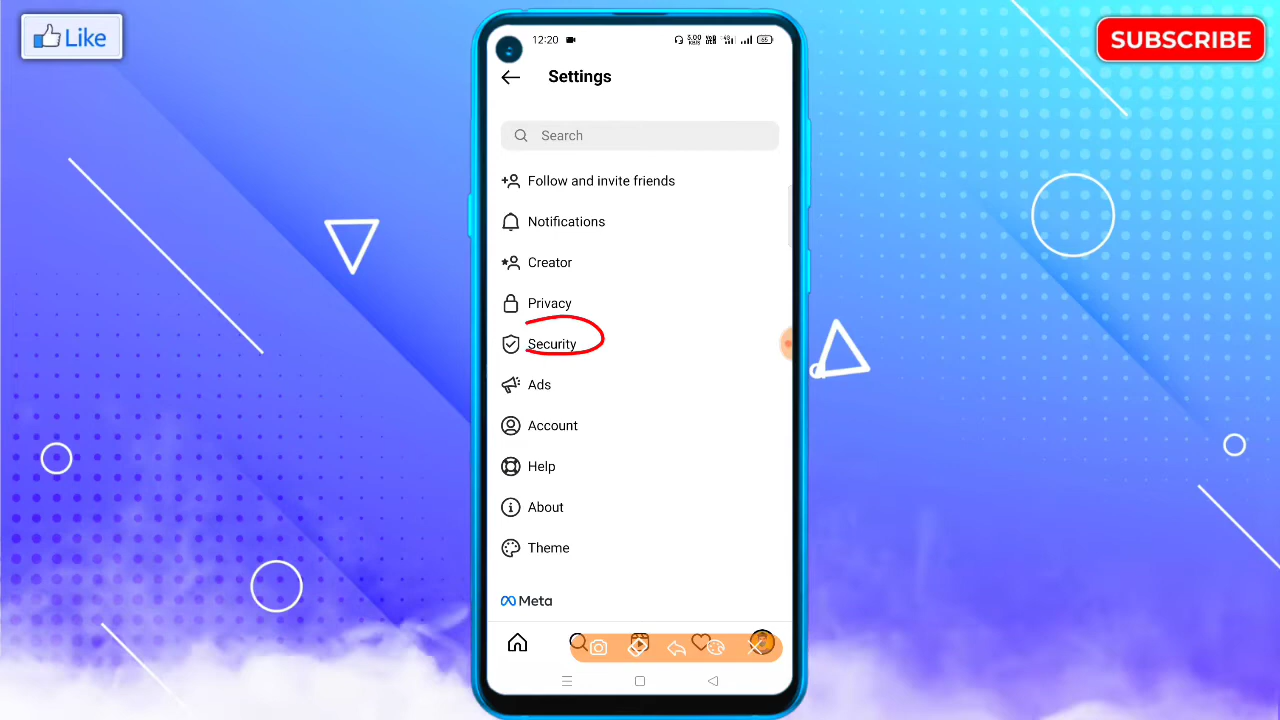 Like
SUBSCRIBE
12:20
Settings
Search
Follow and invite friends
Notifications
Creator
Privacy
Security
Ads
Account
Help
About
Theme
Meta